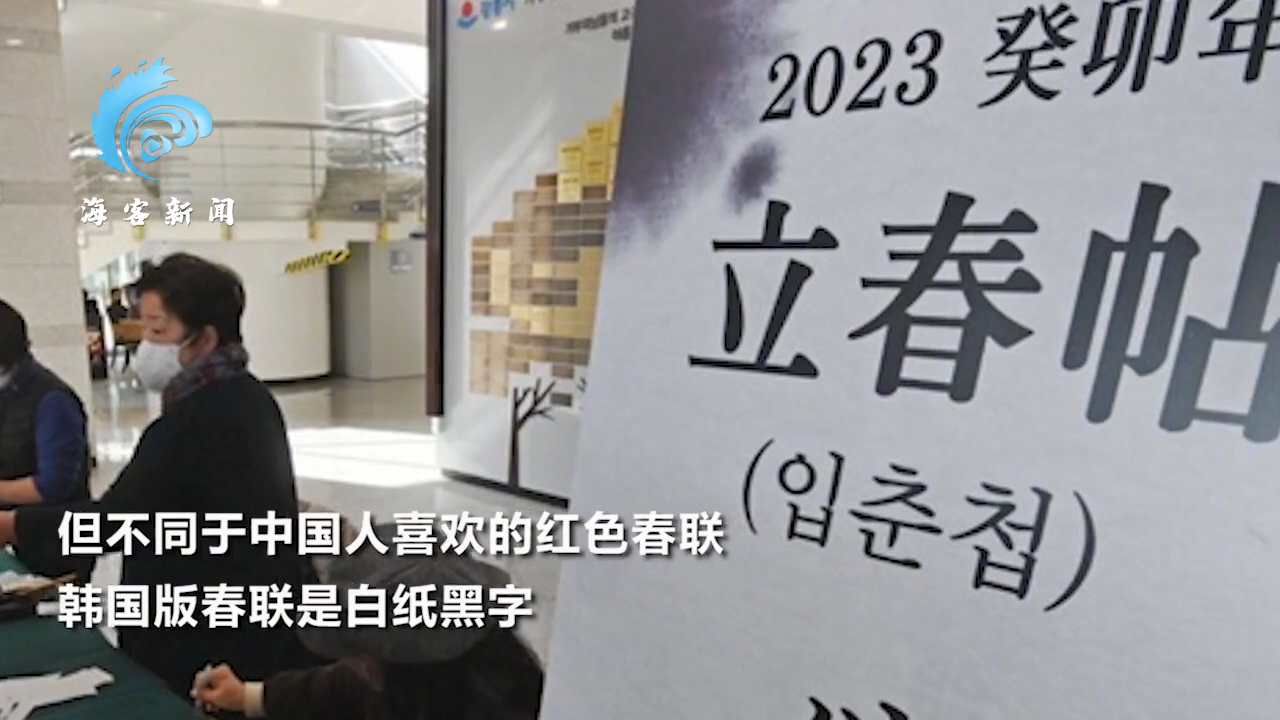 海客新闻
2023 癸卯年
立春帖
(입춘첩)
但不同于中国人喜欢的红色春联
韩国版春联是白纸黑字